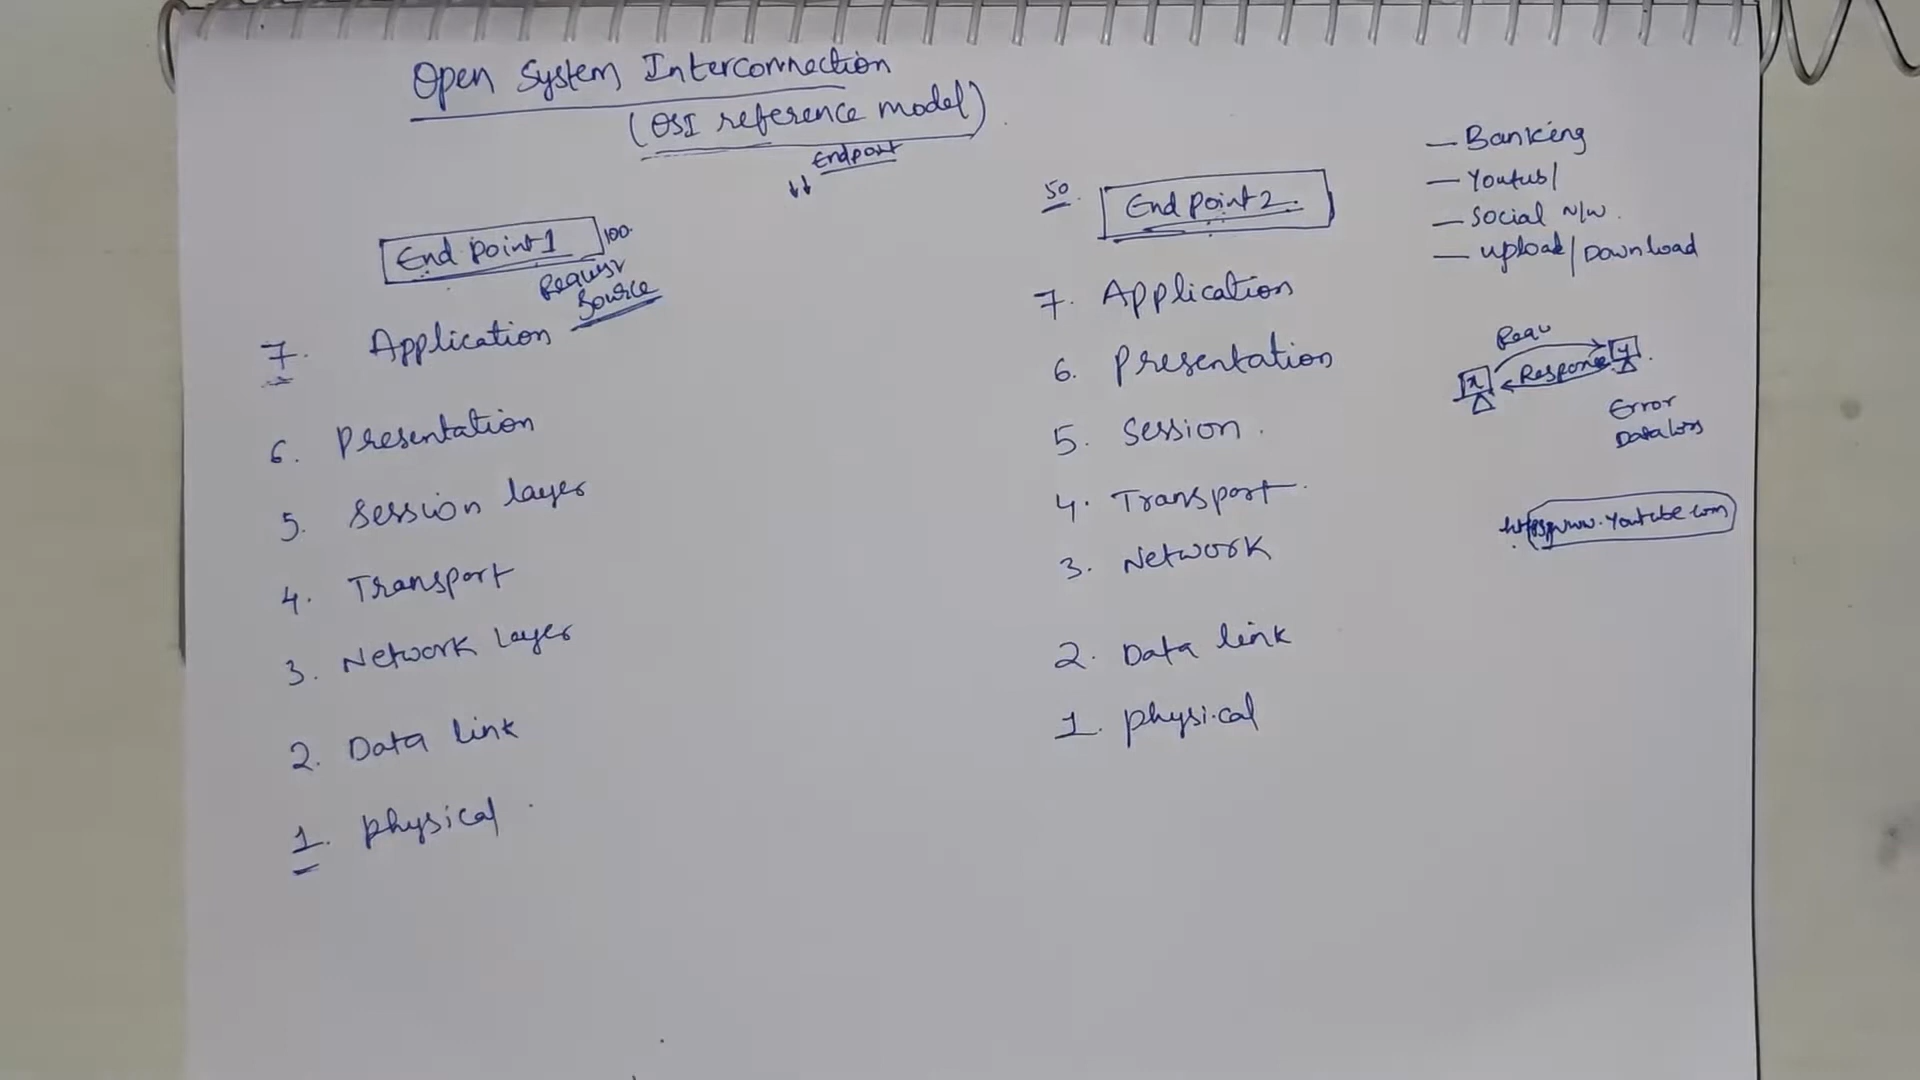 Open System Interconnection
(OSI reference model)
Endpoint
End point 1
100.
Request
Source
7. Application
6. Presentation
5. Session layer
4. Transport
3. Network layer
2. Data link
1. physical
50.
End point 2.
7. Application
6. Presentation
5. Session.
4. Transport.
3. Network
2. Data link
1. physical
— Banking
— Youtub/
— Social N/W.
— upload/Download
Requ
x
Response
y
Error
Data loss
https/www.Youtube.com